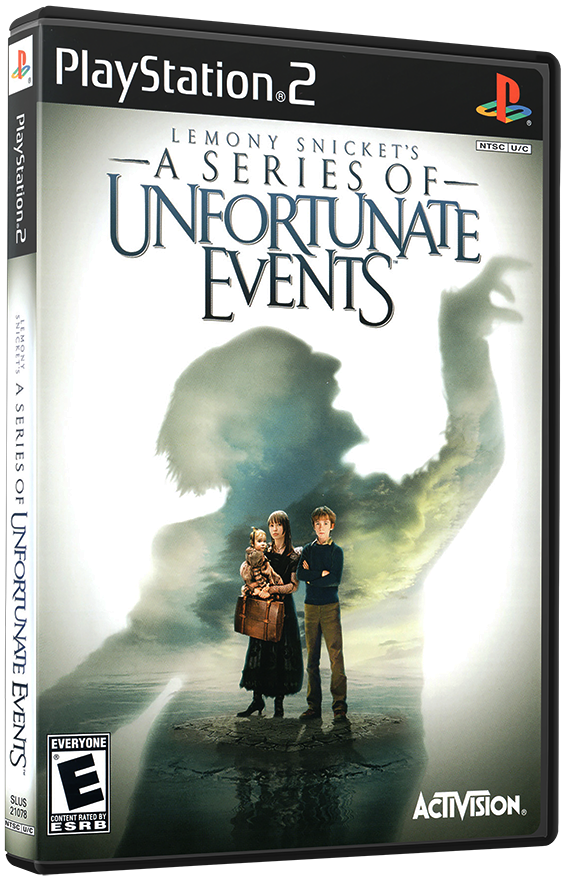 PlayStation®2
NTSC U/C
LEMONY SNICKET'S
A SERIES OF
UNFORTUNATE
EVENTS™
EVERYONE
E
®
CONTENT RATED BY
ESRB
ACTIVISION®
PlayStation®2
LEMONY
SNICKET'S
A SERIES OF UNFORTUNATE EVENTS™
SLUS
21078
NTSC U/C